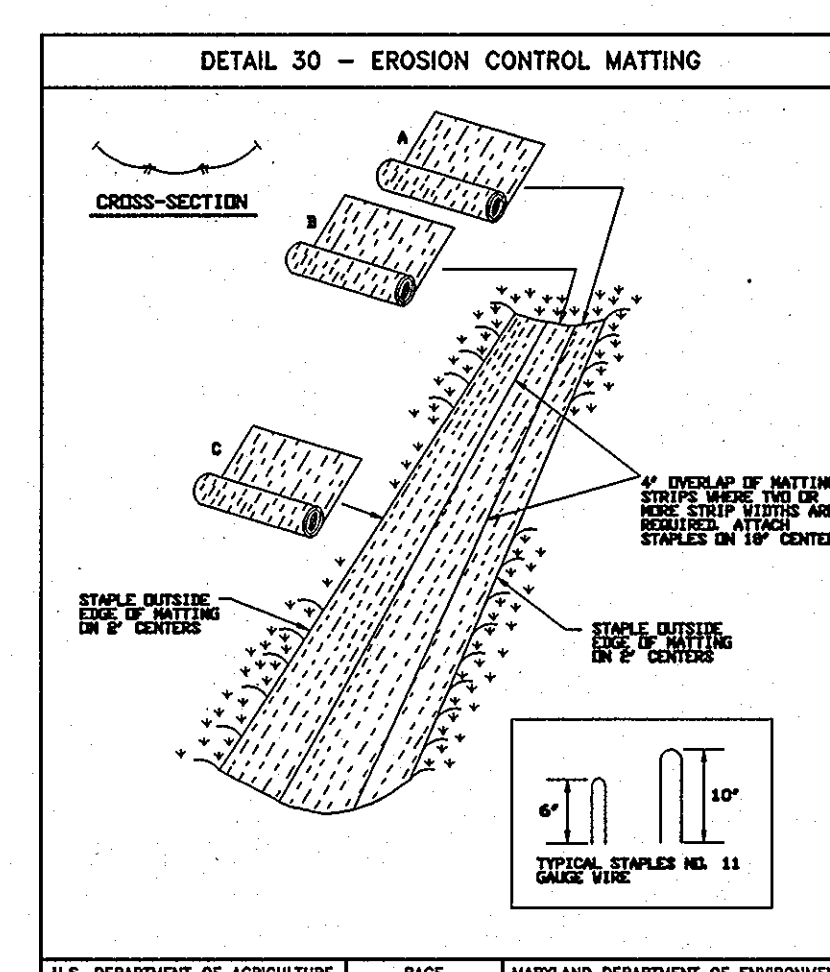 DETAIL 30 – EROSION CONTROL MATTING
CROSS-SECTION
A
B
C
4" OVERLAP OF MATTING
STRIPS WHERE TWO OR
MORE STRIP WIDTHS ARE
REQUIRED. ATTACH
STAPLES ON 18" CENTER
STAPLE OUTSIDE
EDGE OF MATTING
ON 2' CENTERS
STAPLE OUTSIDE
EDGE OF MATTING
ON 2' CENTERS
6"
10"
TYPICAL STAPLES NO. 11
GAUGE WIRE
U.S. DEPARTMENT OF AGRICULTURE
PAGE
MARYLAND DEPARTMENT OF ENVIRONMEN